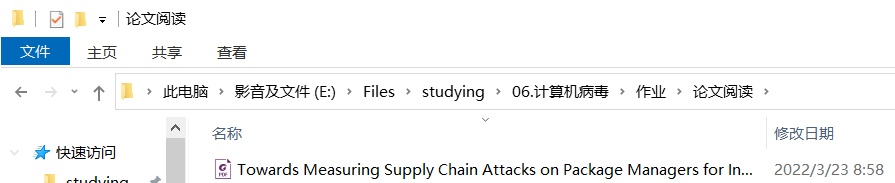 论文阅读
文件 主页 共享 查看
此电脑 影音及文件 (E:) Files studying 06.计算机病毒 作业 论文阅读
名称 修改日期
快速访问
Towards Measuring Supply Chain Attacks on Package Managers for In... 2022/3/23 8:58
studying